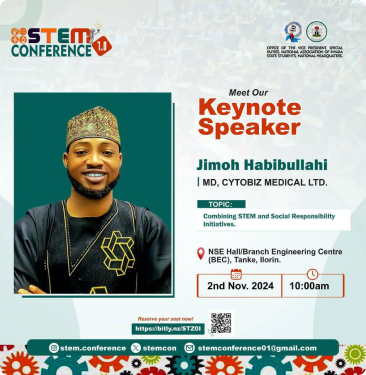 STEM
CONFERENCE 1.0
OFFICE OF THE VICE PRESIDENT, SPECIAL
DUTIES, NATIONAL ASSOCIATION OF KWARA
STATE STUDENTS, NATIONAL HEADQUARTERS.
Meet Our
Keynote
Speaker
Jimoh Habibullahi
MD, CYTOBIZ MEDICAL LTD.
TOPIC:
Combining STEM and Social Responsibility
Initiatives.
NSE Hall/Branch Engineering Centre
(BEC), Tanke, Ilorin.
2nd Nov. 2024
10:00am
Reserve your seat now!
https://bitly.nz/STZDI
stem.conference
stemcon
stemconference01@gmail.com